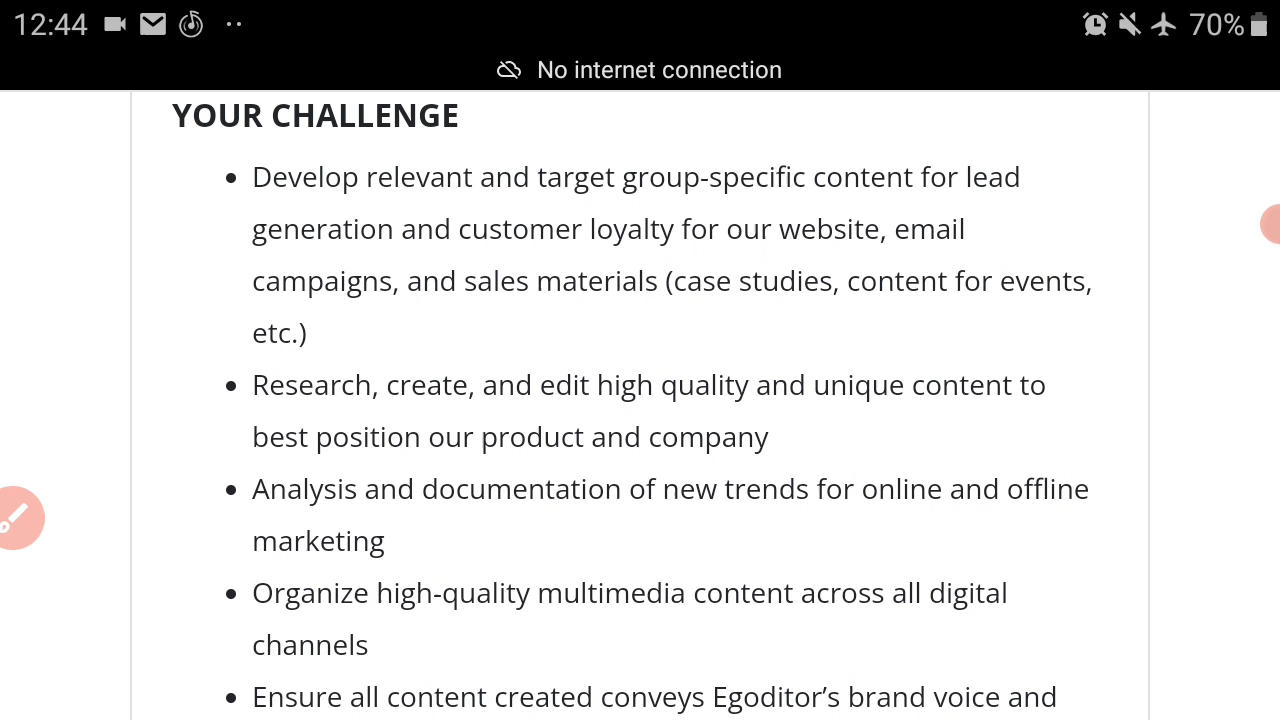 12:44 70%
No internet connection
YOUR CHALLENGE
• Develop relevant and target group-specific content for lead
generation and customer loyalty for our website, email
campaigns, and sales materials (case studies, content for events,
etc.)
• Research, create, and edit high quality and unique content to
best position our product and company
• Analysis and documentation of new trends for online and offline
marketing
• Organize high-quality multimedia content across all digital
channels
• Ensure all content created conveys Egoditor’s brand voice and